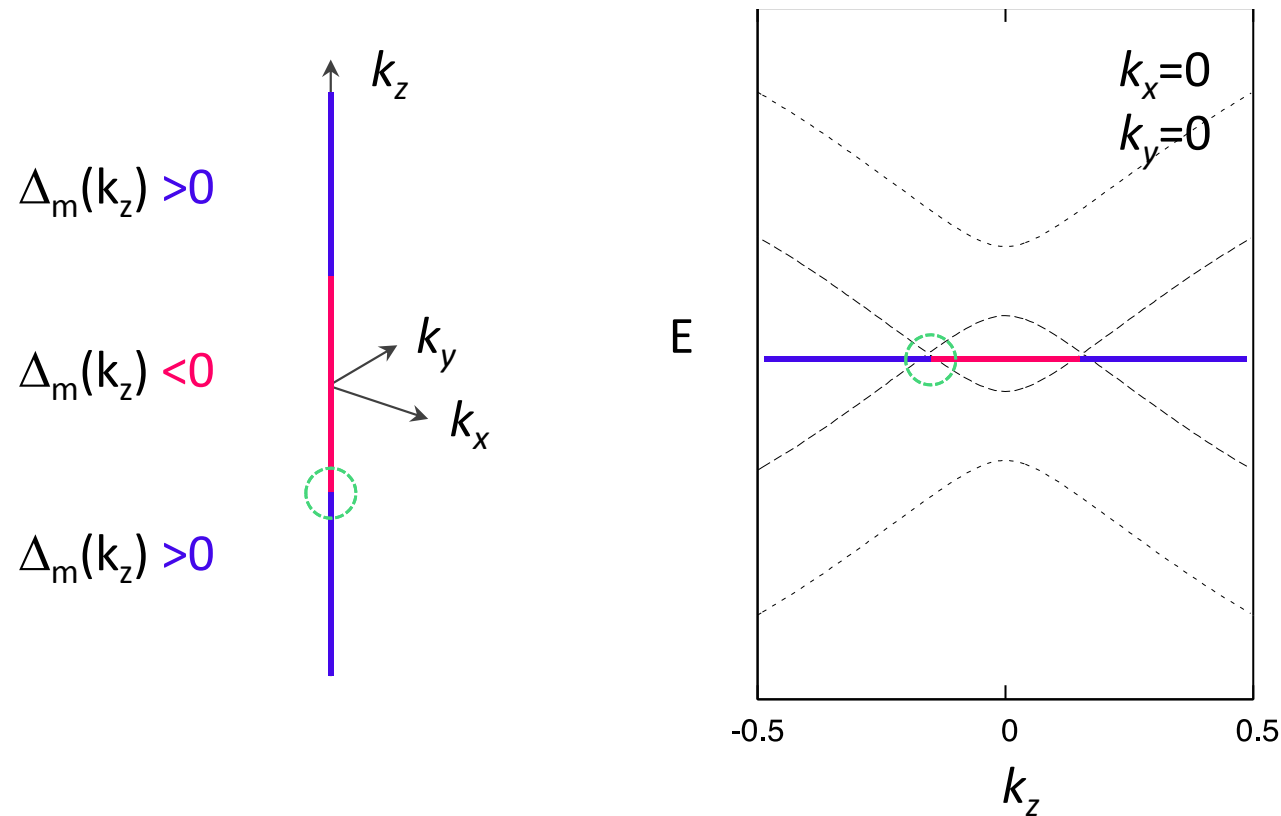 k_z
Δ_m(k_z) >0
Δ_m(k_z) <0
Δ_m(k_z) >0
k_y
k_x
k_x=0
k_y=0
E
-0.5 0 0.5
k_z